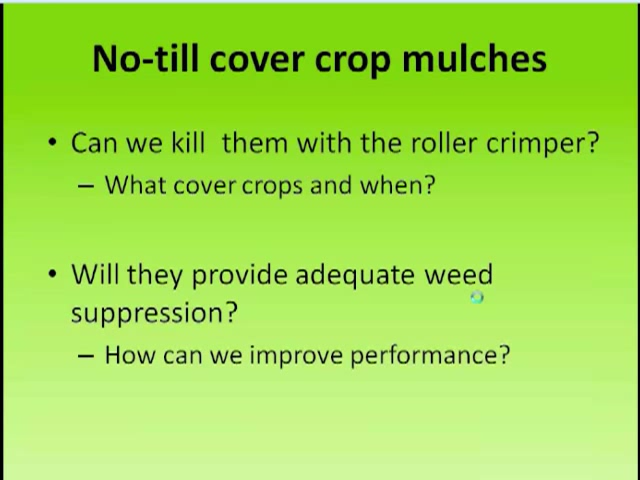 No-till cover crop mulches
• Can we kill them with the roller crimper?
– What cover crops and when?
• Will they provide adequate weed
suppression?
– How can we improve performance?